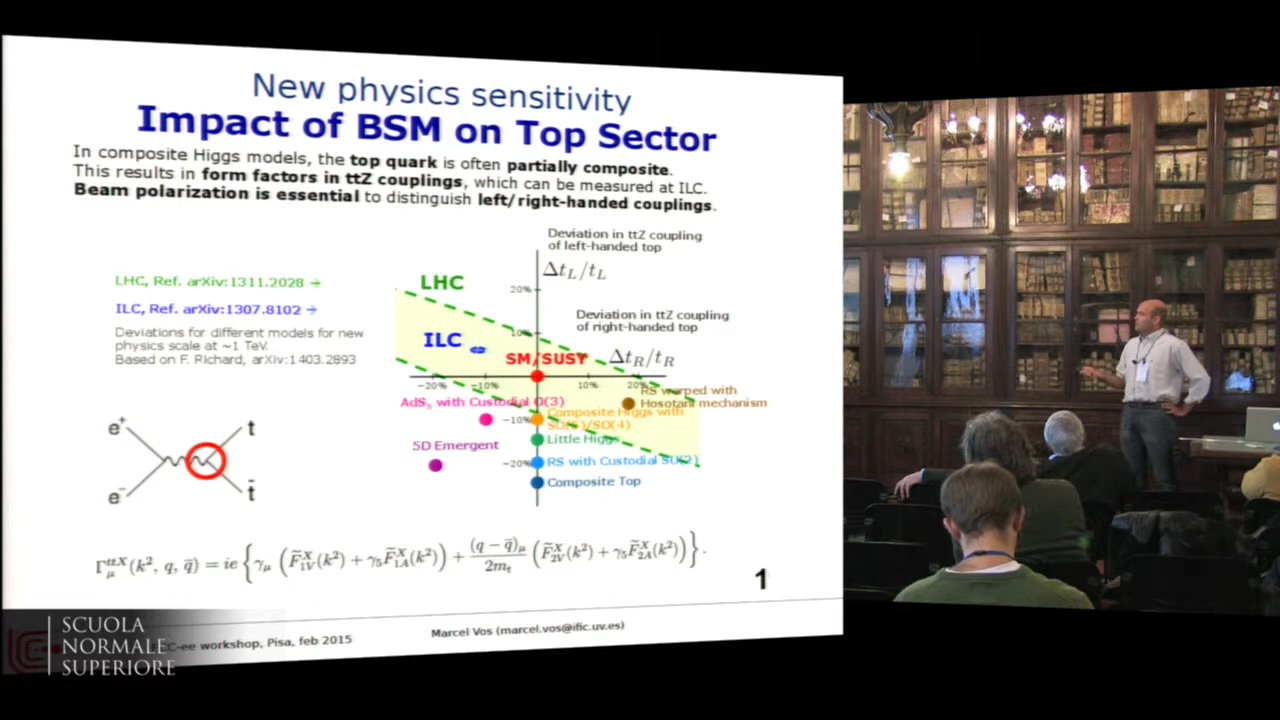 New physics sensitivity
Impact of BSM on Top Sector
In composite Higgs models, the top quark is often partially composite.
This results in form factors in ttZ couplings, which can be measured at ILC.
Beam polarization is essential to distinguish left/right-handed couplings.
Deviation in ttZ coupling
of left-handed top
Δt_L/t_L
LHC, Ref. arXiv:1311.2028 →
ILC, Ref. arXiv:1307.8102 →
Deviations for different models for new
physics scale at ~1 TeV.
Based on F. Richard, arXiv:1403.2893
LHC
20%
Deviation in ttZ coupling
of right-handed top
10%
ILC
SM/SUSY
Δt_R/t_R
-20% -10% 10% 20%
RS warped with
Hosotani mechanism
AdS₅ with Custodial O(3)
-10%
Composite Higgs with
SO(5)/SO(4)
Little Higgs
5D Emergent
-20%
RS with Custodial SU(2)
Composite Top
e⁺ t
e⁻ t̄
Γ_μ^{ttX}(k², q, q̄) = ie { γ_μ ( F̃_{1V}^X(k²) + γ₅F̃_{1A}^X(k²) ) + (q − q̄)_μ / 2m_t ( F̃_{2V}^X(k²) + γ₅F̃_{2A}^X(k²) ) } .
1
C-ee workshop, Pisa, feb 2015
Marcel Vos (marcel.vos@ific.uv.es)
SCUOLA
NORMALE
SUPERIORE